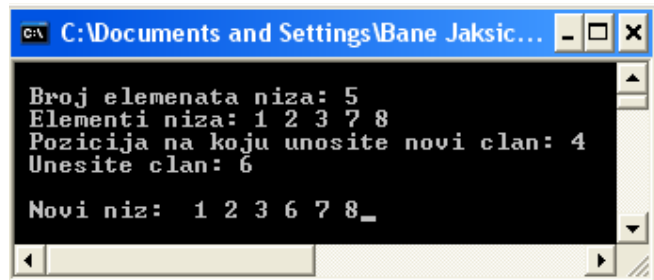 C:\Documents and Settings\Bane Jaksic...
Broj elemenata niza: 5
Elementi niza: 1 2 3 7 8
Pozicija na koju unosite novi clan: 4
Unesite clan: 6
Novi niz:  1 2 3 6 7 8_